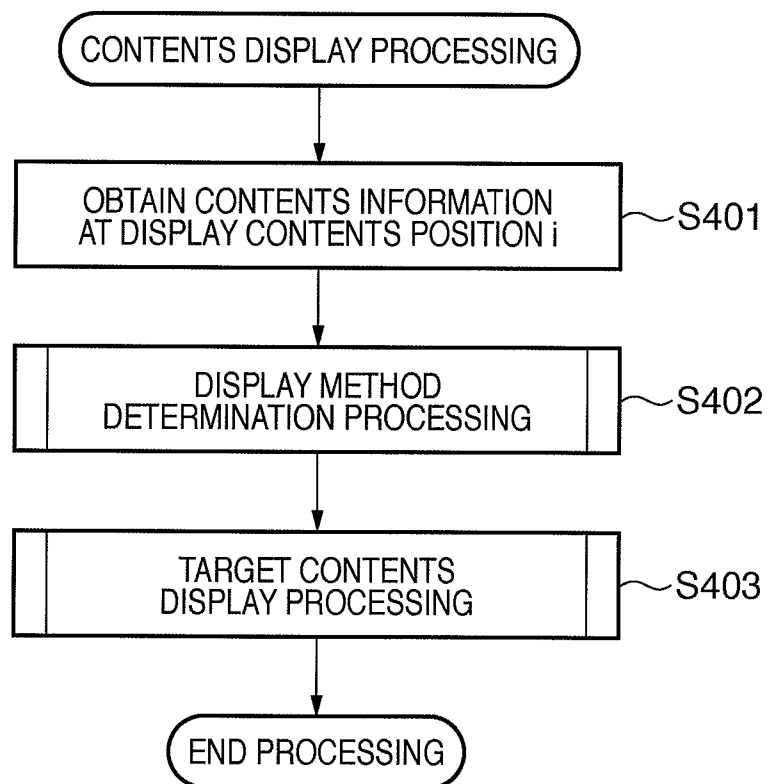 CONTENTS DISPLAY PROCESSING
OBTAIN CONTENTS INFORMATION
AT DISPLAY CONTENTS POSITION i
S401
DISPLAY METHOD
DETERMINATION PROCESSING
S402
TARGET CONTENTS
DISPLAY PROCESSING
S403
END PROCESSING